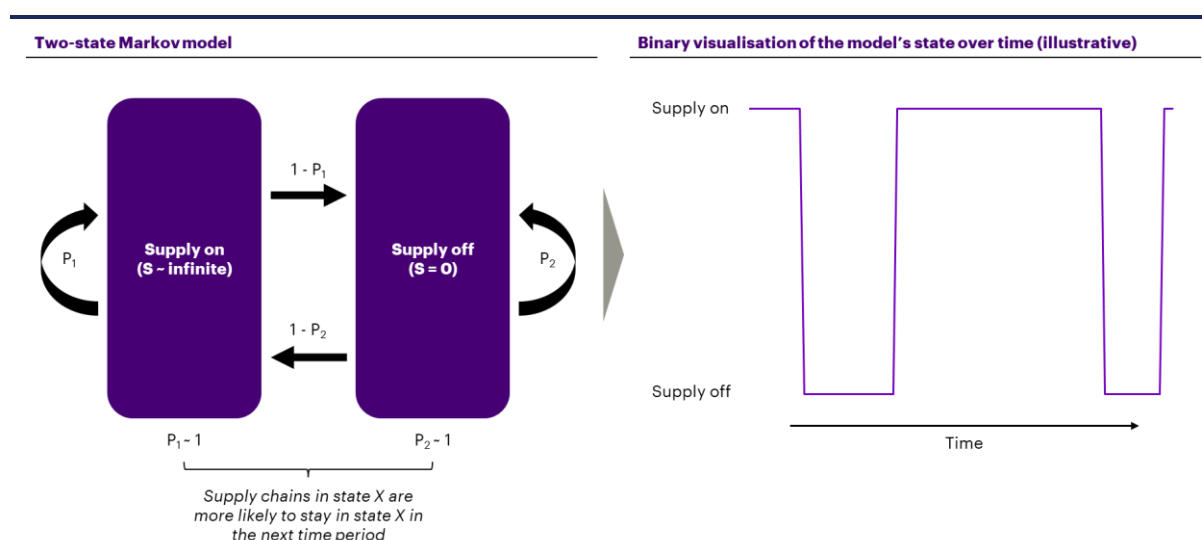 Two-state Markov model
Binary visualisation of the model's state over time (illustrative)
1 - P₁
P₁
Supply on
(S ~ infinite)
Supply off
(S = 0)
P₂
1 - P₂
P₁ ~ 1
P₂ ~ 1
Supply chains in state X are
more likely to stay in state X in
the next time period
Supply on
Supply off
Time